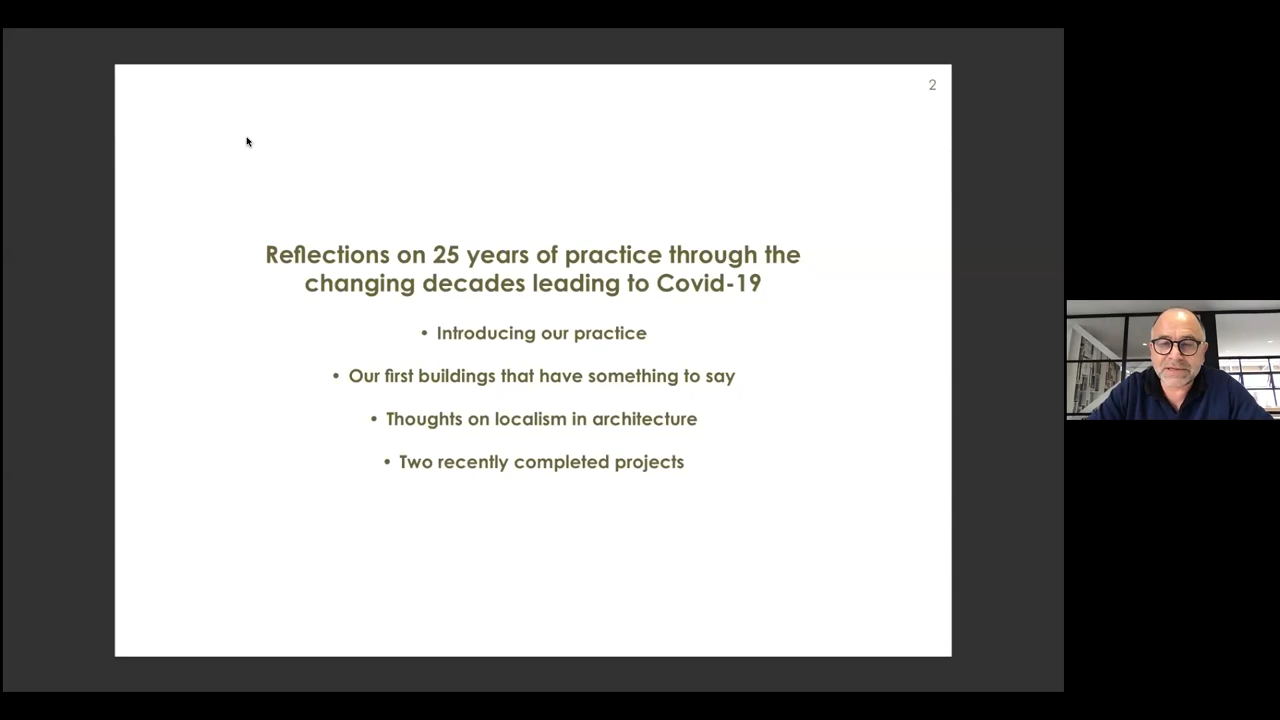 2
Reflections on 25 years of practice through the
changing decades leading to Covid-19
• Introducing our practice
• Our first buildings that have something to say
• Thoughts on localism in architecture
• Two recently completed projects